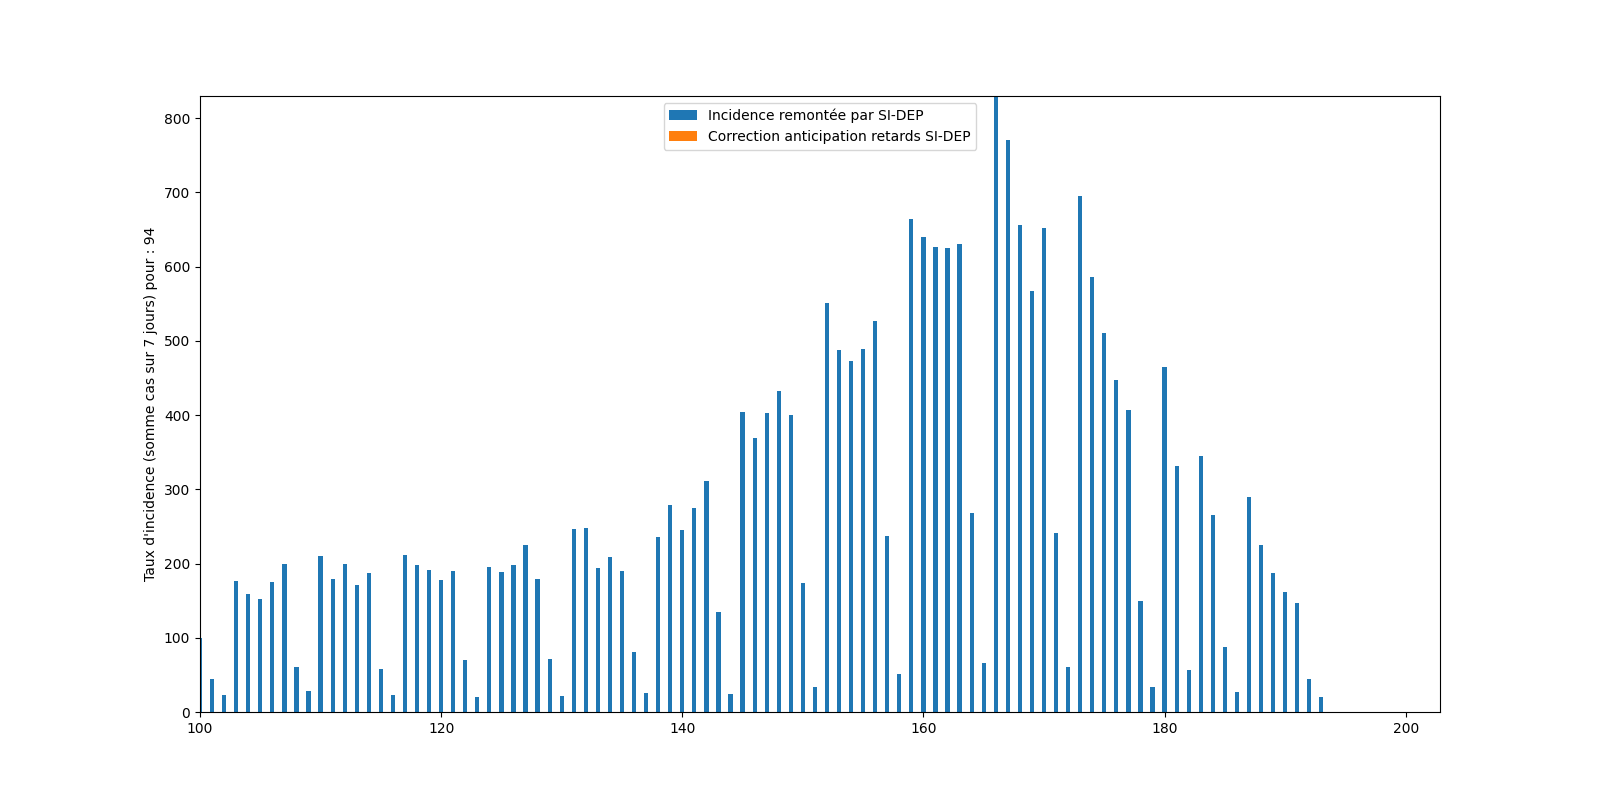 Incidence remontée par SI-DEP
Correction anticipation retards SI-DEP
Taux d'incidence (somme cas sur 7 jours) pour : 94
800
700
600
500
400
300
200
100
0
100 120 140 160 180 200